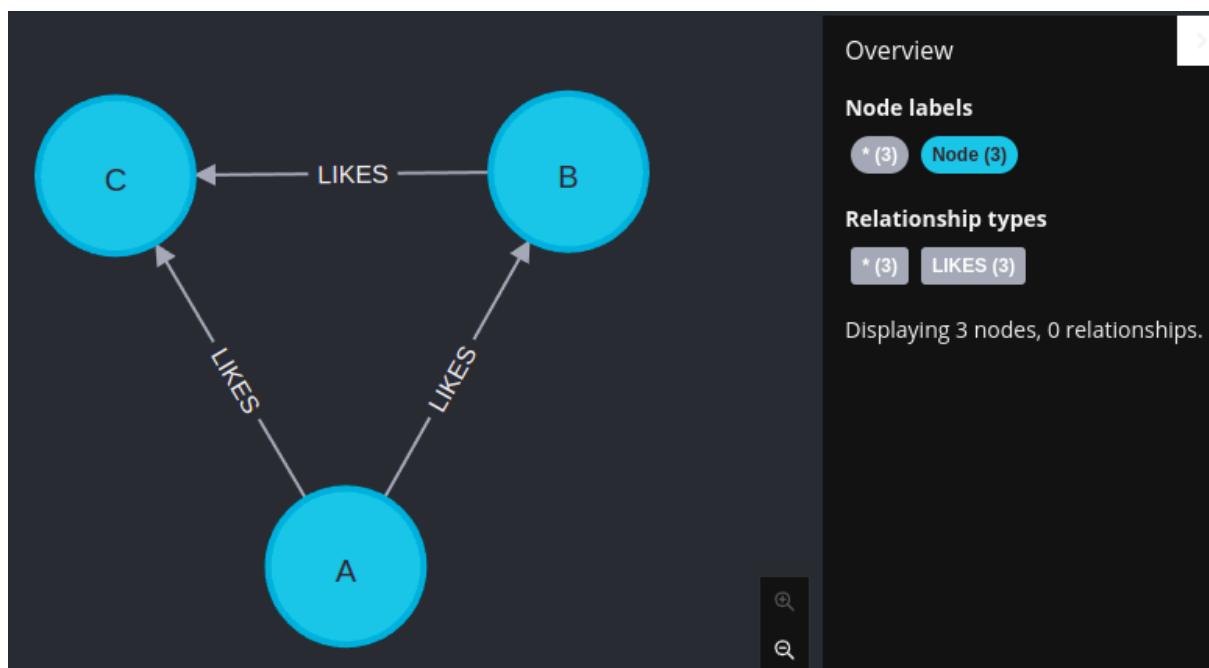 C
LIKES
B
LIKES
LIKES
A
Overview
Node labels
* (3) Node (3)
Relationship types
* (3) LIKES (3)
Displaying 3 nodes, 0 relationships.